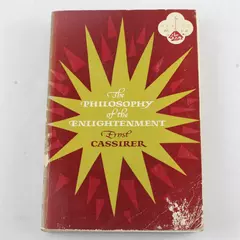 The
PHILOSOPHY
of the
ENLIGHTENMENT
Ernst
CASSIRER